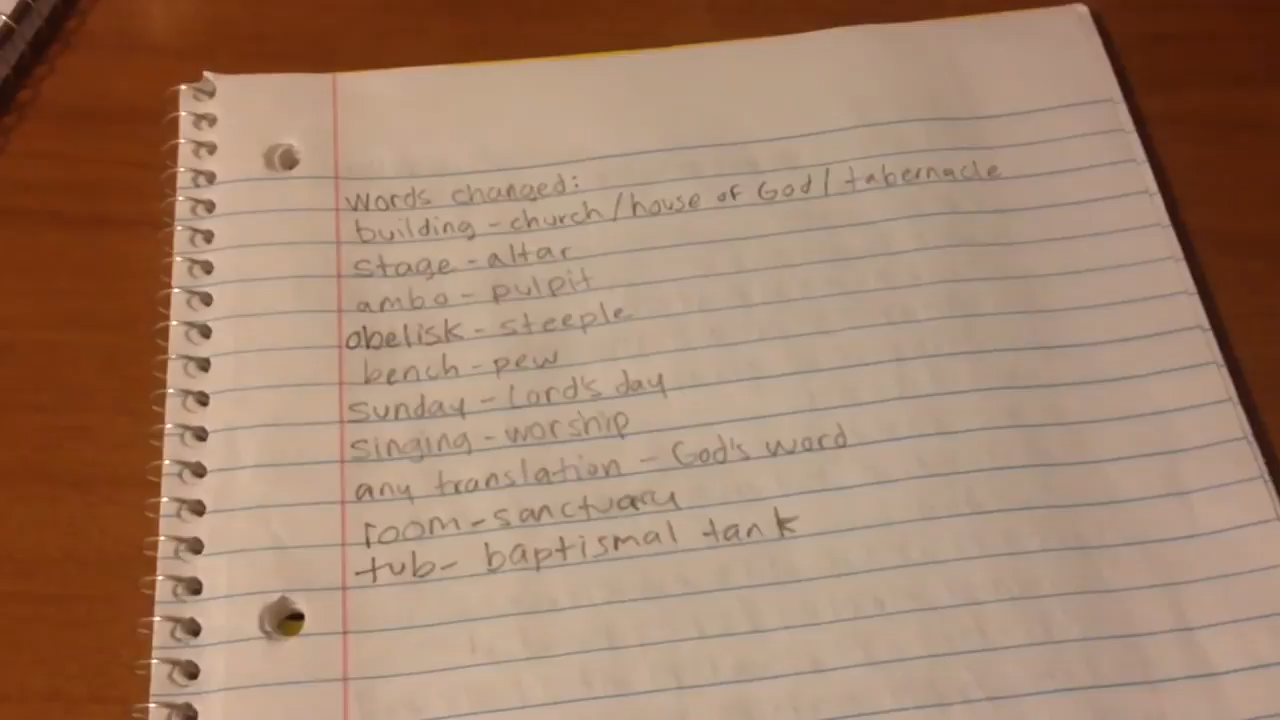 words changed:
building - church/house of God/tabernacle
stage - altar
ambo - pulpit
obelisk - steeple
bench - pew
sunday - Lord's day
singing - worship
any translation - God's word
room - sanctuary
tub - baptismal tank